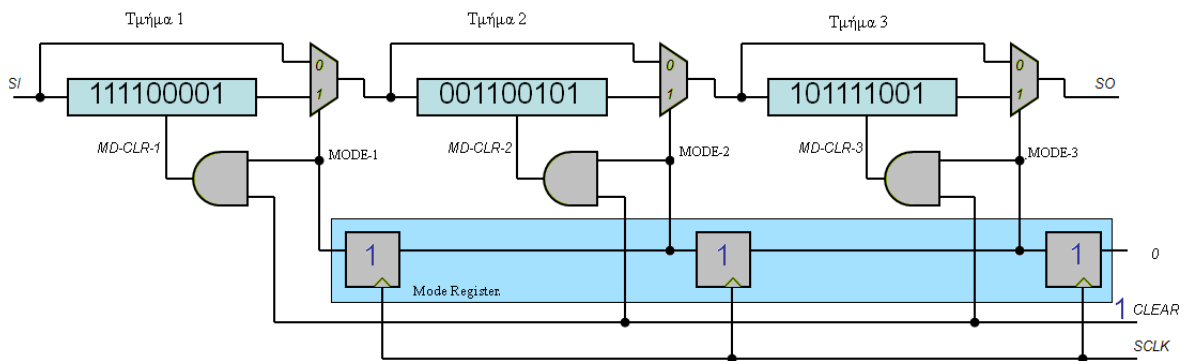 Τμήμα 1
Τμήμα 2
Τμήμα 3
SI
111100001
0
1
001100101
0
1
101111001
0
1
SO
MD-CLR-1
MODE-1
MD-CLR-2
MODE-2
MD-CLR-3
.MODE-3
1
1
1
0
Mode Register.
1 CLEAR
SCLK